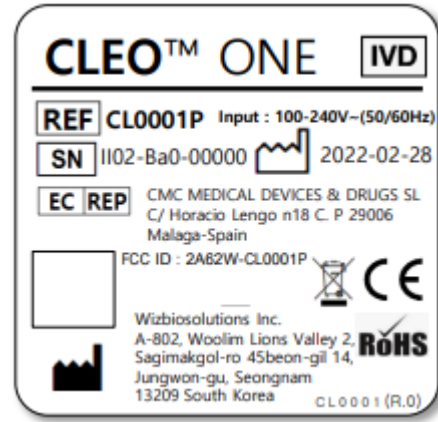 CLEO™ ONE IVD
REF CL0001P Input : 100-240V~(50/60Hz)
SN II02-Ba0-00000 2022-02-28
EC REP CMC MEDICAL DEVICES & DRUGS SL
C/ Horacio Lengo n18 C. P 29006
Malaga-Spain
FCC ID : 2A62W-CL0001P
CE
Wizbiosolutions Inc.
A-802, Woolim Lions Valley 2,
Sagimakgol-ro 45beon-gil 14,
Jungwon-gu, Seongnam
13209 South Korea
RoHS
CL0001(R.0)